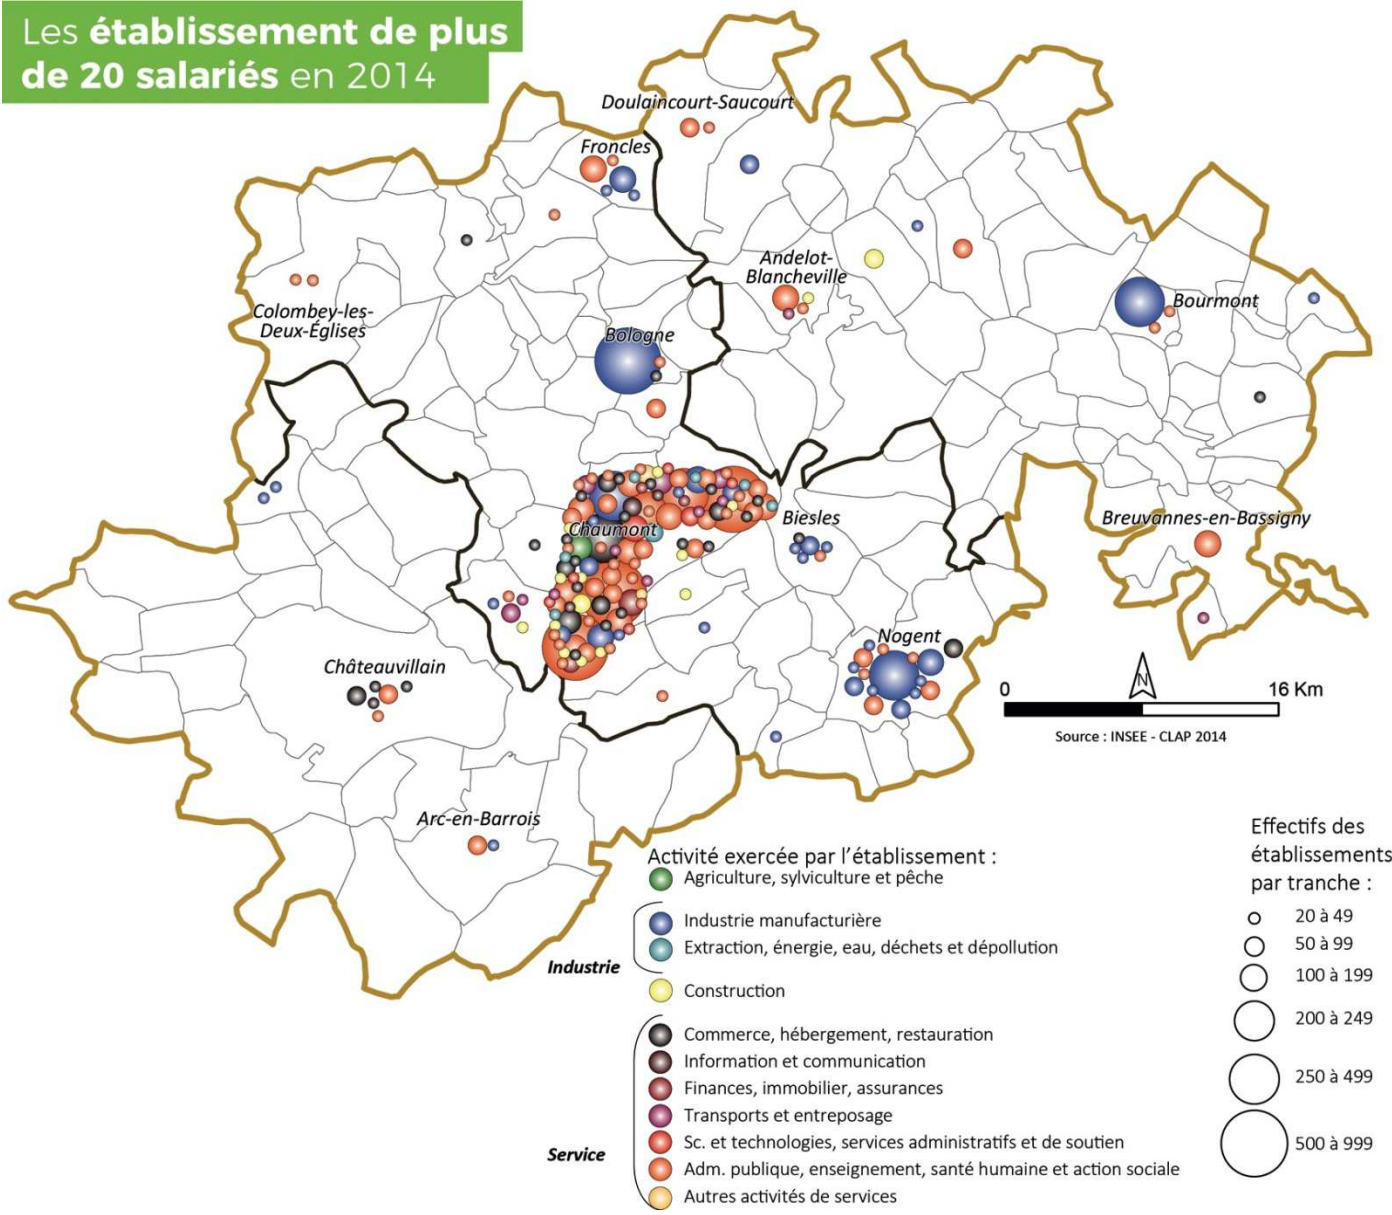 Les établissement de plus
de 20 salariés en 2014
Doulaincourt-Saucourt
Froncles
Andelot-
Blancheville
Colombey-les-
Deux-Églises
Bologne
Bourmont
Chaumont
Biesles
Breuvannes-en-Bassigny
Nogent
Châteauvillain
Arc-en-Barrois
N
0 16 Km
Source : INSEE - CLAP 2014
Activité exercée par l'établissement :
Agriculture, sylviculture et pêche
Industrie manufacturière
Extraction, énergie, eau, déchets et dépollution
Industrie
Construction
Commerce, hébergement, restauration
Information et communication
Finances, immobilier, assurances
Transports et entreposage
Sc. et technologies, services administratifs et de soutien
Service
Adm. publique, enseignement, santé humaine et action sociale
Autres activités de services
Effectifs des
établissements
par tranche :
20 à 49
50 à 99
100 à 199
200 à 249
250 à 499
500 à 999